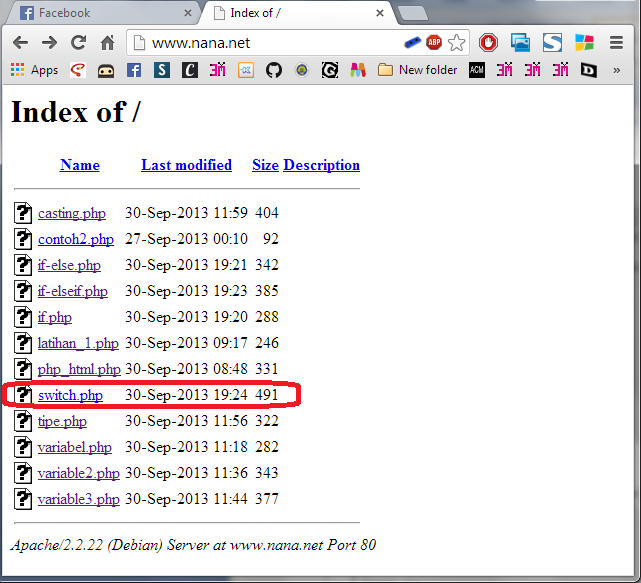 Facebook
Index of /
www.nana.net
ABP
S
Apps
New folder
ACM
»
Index of /
Name Last modified Size Description
casting.php 30-Sep-2013 11:59 404
contoh2.php 27-Sep-2013 00:10 92
if-else.php 30-Sep-2013 19:21 342
if-elseif.php 30-Sep-2013 19:23 385
if.php 30-Sep-2013 19:20 288
latihan_1.php 30-Sep-2013 09:17 246
php_html.php 30-Sep-2013 08:48 331
switch.php 30-Sep-2013 19:24 491
tipe.php 30-Sep-2013 11:56 322
variabel.php 30-Sep-2013 11:18 282
variable2.php 30-Sep-2013 11:36 343
variable3.php 30-Sep-2013 11:44 377
Apache/2.2.22 (Debian) Server at www.nana.net Port 80